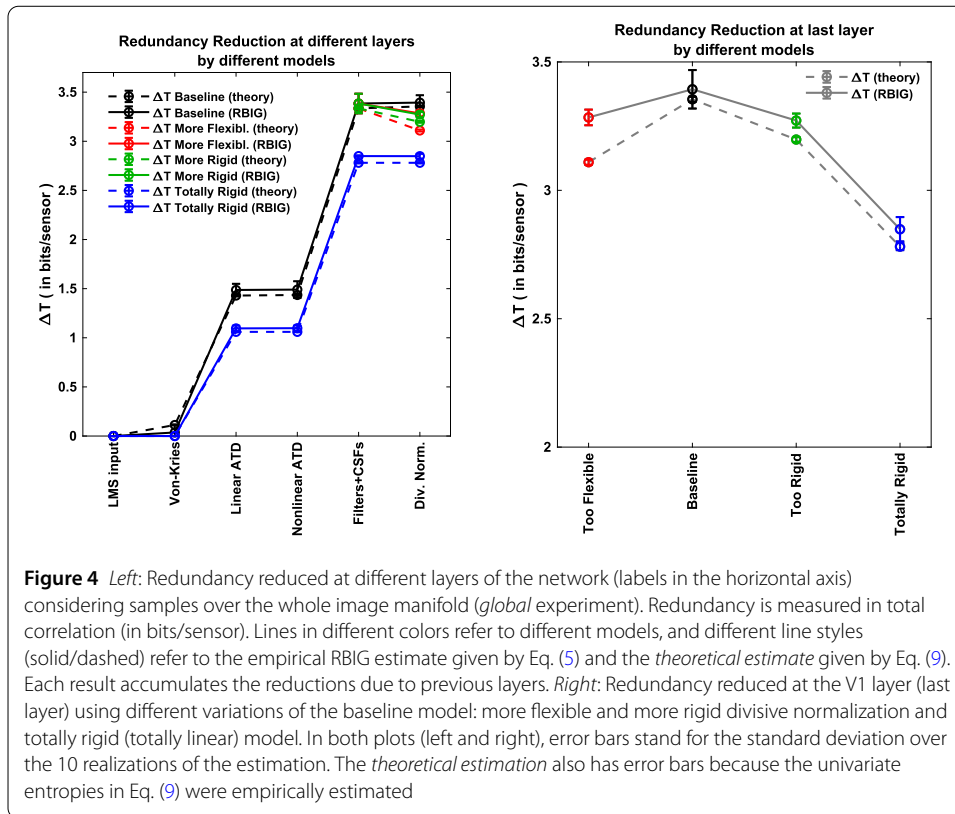 Redundancy Reduction at different layers
by different models
3.5
3
2.5
2
1.5
1
0.5
0
ΔT ( in bits/sensor )
ΔT Baseline (theory)
ΔT Baseline (RBIG)
ΔT More Flexibl. (theory)
ΔT More Flexibl. (RBIG)
ΔT More Rigid (theory)
ΔT More Rigid (RBIG)
ΔT Totally Rigid (theory)
ΔT Totally Rigid (RBIG)
LMS input
Von-Kries
Linear ATD
Nonlinear ATD
Filters+CSFs
Div. Norm.
Redundancy Reduction at last layer
by different models
3.5
3
2.5
2
ΔT ( in bits/sensor )
ΔT (theory)
ΔT (RBIG)
Too Flexible
Baseline
Too Rigid
Totally Rigid
Figure 4 Left: Redundancy reduced at different layers of the network (labels in the horizontal axis)
considering samples over the whole image manifold (global experiment). Redundancy is measured in total
correlation (in bits/sensor). Lines in different colors refer to different models, and different line styles
(solid/dashed) refer to the empirical RBIG estimate given by Eq. (5) and the theoretical estimate given by Eq. (9).
Each result accumulates the reductions due to previous layers. Right: Redundancy reduced at the V1 layer (last
layer) using different variations of the baseline model: more flexible and more rigid divisive normalization and
totally rigid (totally linear) model. In both plots (left and right), error bars stand for the standard deviation over
the 10 realizations of the estimation. The theoretical estimation also has error bars because the univariate
entropies in Eq. (9) were empirically estimated